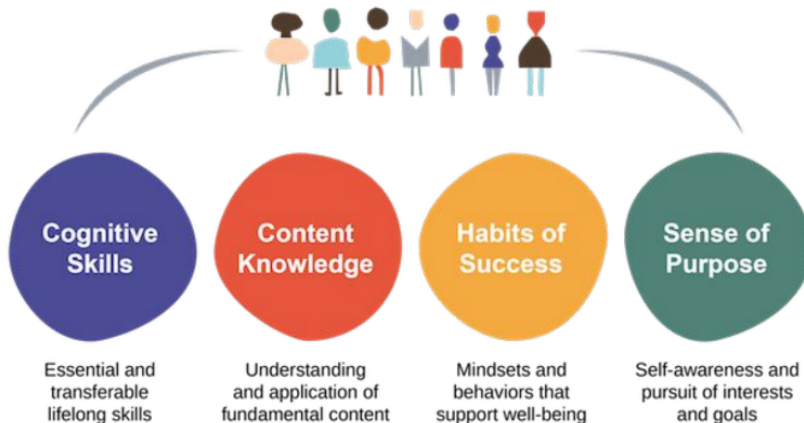 Cognitive
Skills
Essential and
transferable
lifelong skills
Content
Knowledge
Understanding
and application of
fundamental content
Habits of
Success
Mindsets and
behaviors that
support well-being
Sense of
Purpose
Self-awareness and
pursuit of interests
and goals